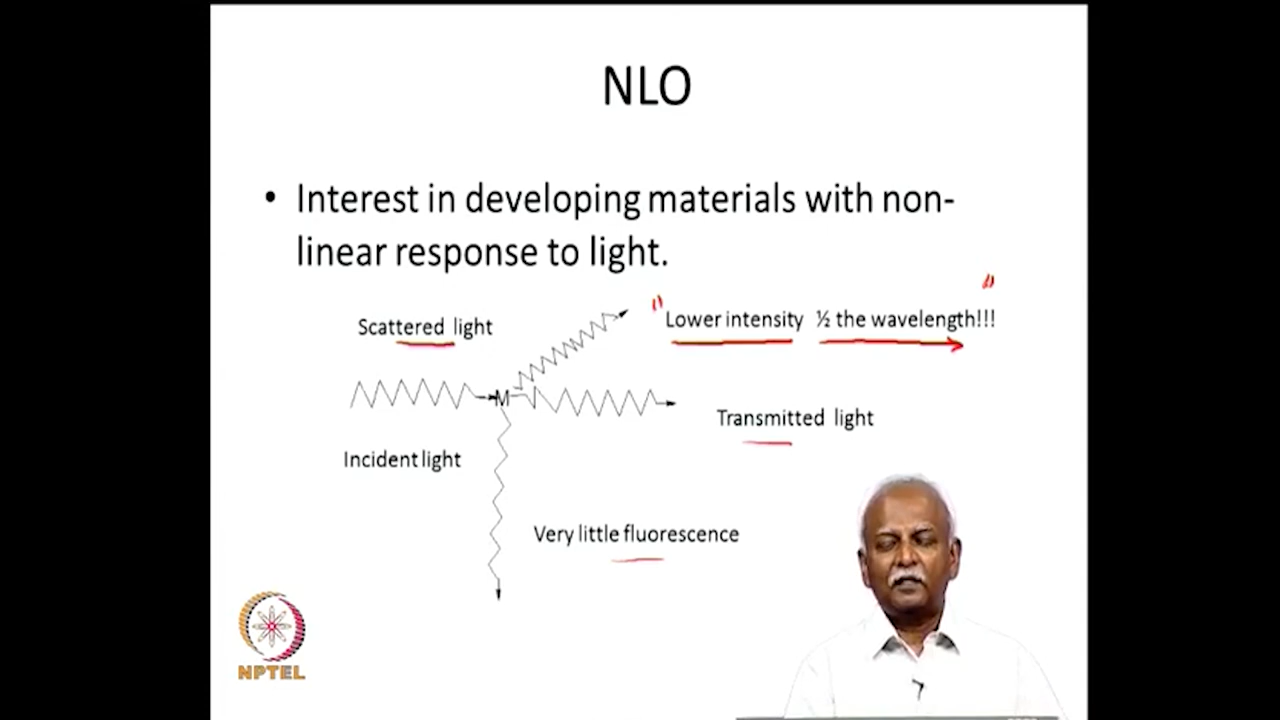 NLO
• Interest in developing materials with non-
linear response to light.
Scattered light
" Lower intensity ½ the wavelength!!! "
M
Transmitted light
Incident light
Very little fluorescence
NPTEL